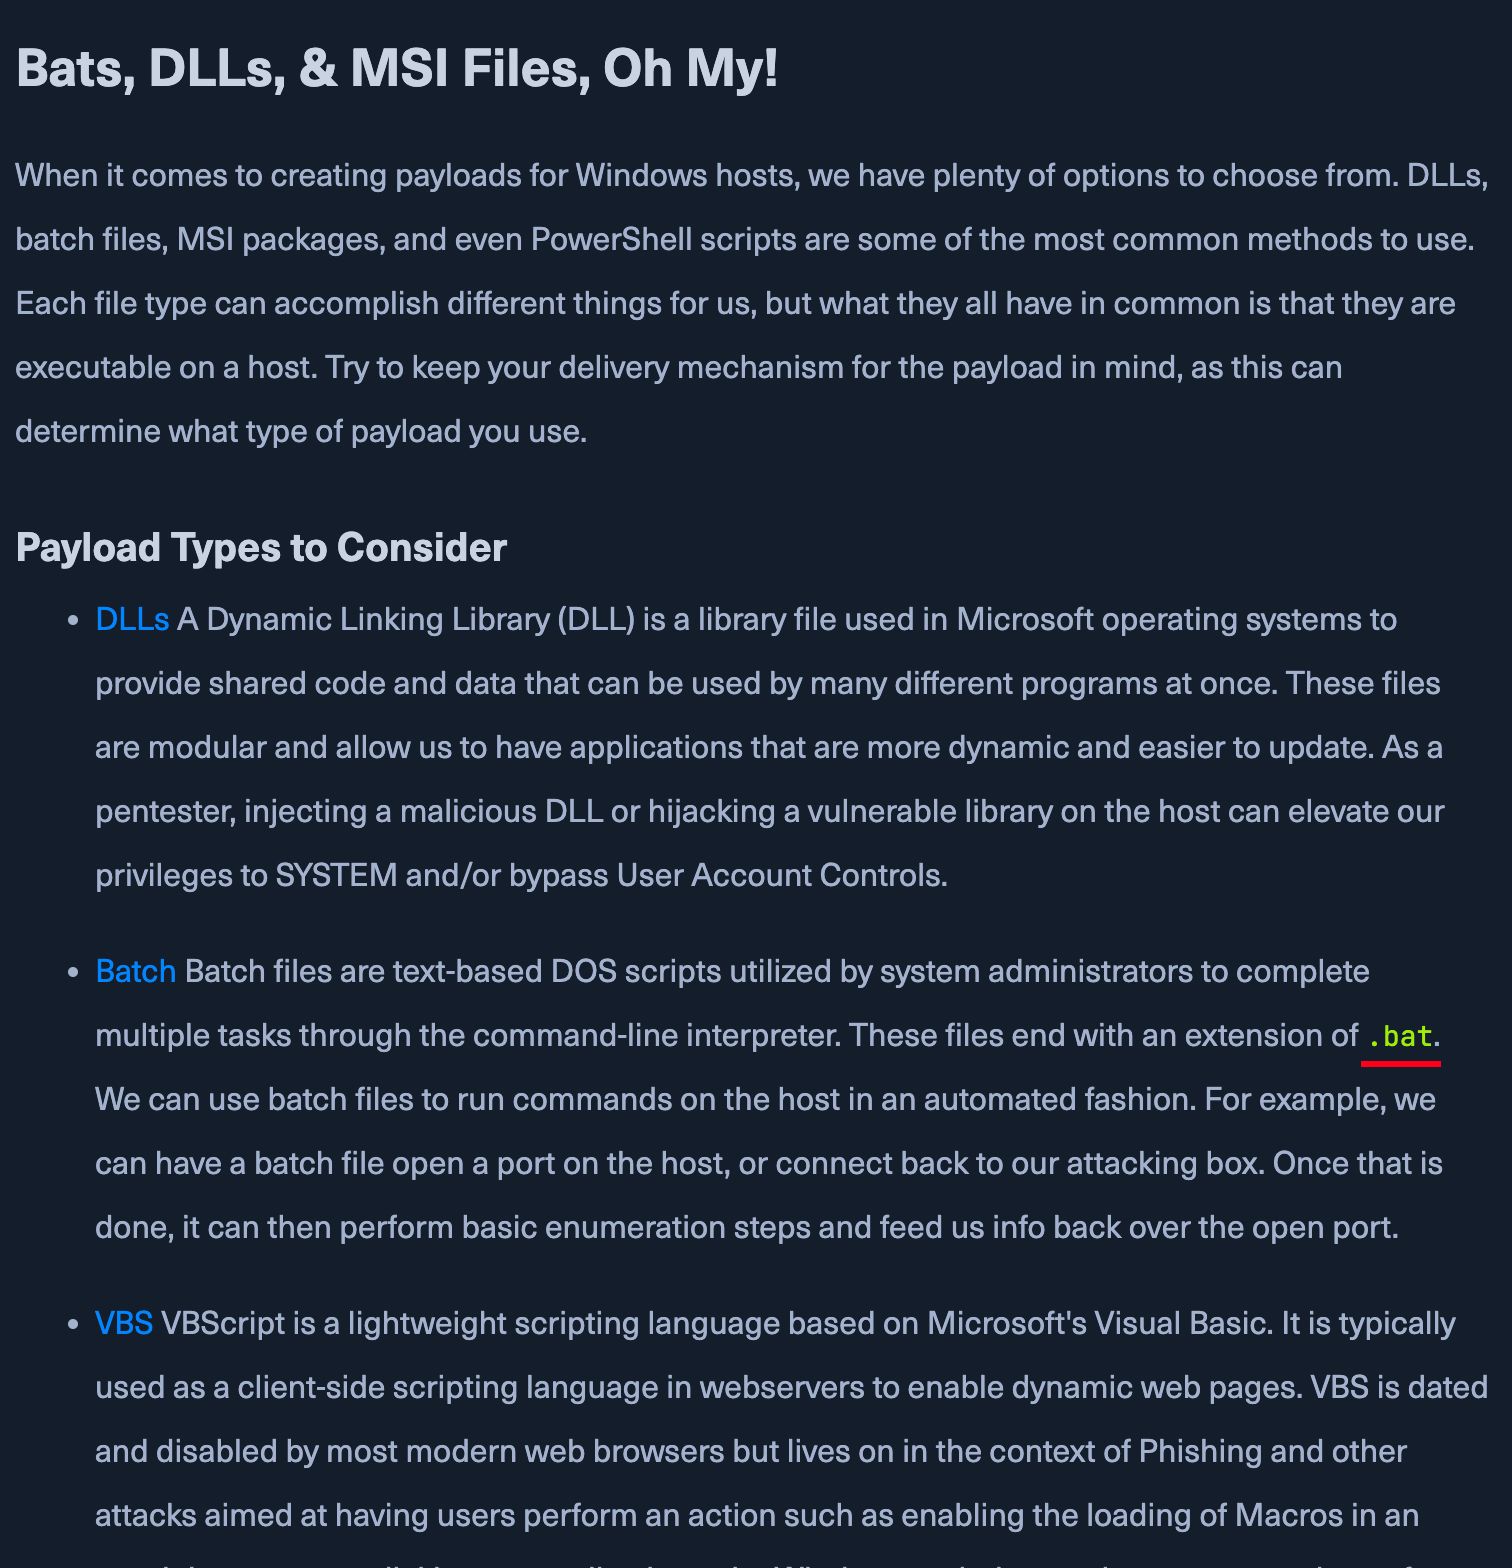 Bats, DLLs, & MSI Files, Oh My!
When it comes to creating payloads for Windows hosts, we have plenty of options to choose from. DLLs,
batch files, MSI packages, and even PowerShell scripts are some of the most common methods to use.
Each file type can accomplish different things for us, but what they all have in common is that they are
executable on a host. Try to keep your delivery mechanism for the payload in mind, as this can
determine what type of payload you use.
Payload Types to Consider
• DLLs A Dynamic Linking Library (DLL) is a library file used in Microsoft operating systems to
provide shared code and data that can be used by many different programs at once. These files
are modular and allow us to have applications that are more dynamic and easier to update. As a
pentester, injecting a malicious DLL or hijacking a vulnerable library on the host can elevate our
privileges to SYSTEM and/or bypass User Account Controls.
• Batch Batch files are text-based DOS scripts utilized by system administrators to complete
multiple tasks through the command-line interpreter. These files end with an extension of .bat.
We can use batch files to run commands on the host in an automated fashion. For example, we
can have a batch file open a port on the host, or connect back to our attacking box. Once that is
done, it can then perform basic enumeration steps and feed us info back over the open port.
• VBS VBScript is a lightweight scripting language based on Microsoft's Visual Basic. It is typically
used as a client-side scripting language in webservers to enable dynamic web pages. VBS is dated
and disabled by most modern web browsers but lives on in the context of Phishing and other
attacks aimed at having users perform an action such as enabling the loading of Macros in an